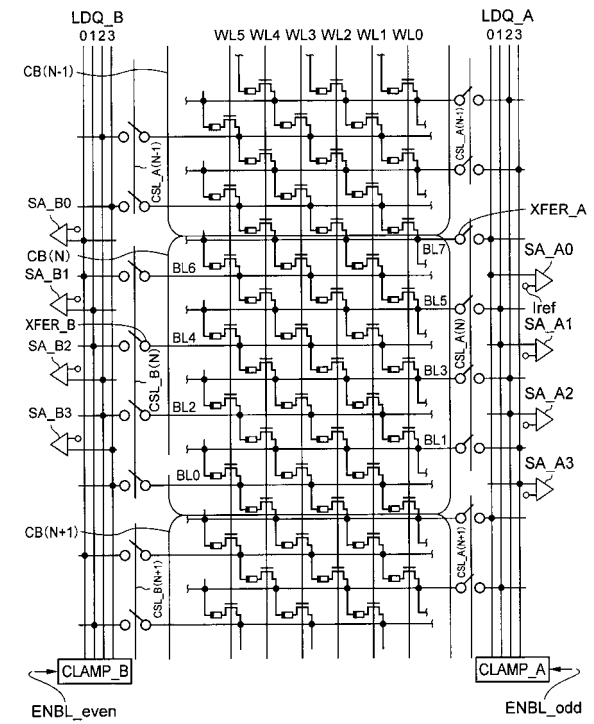 LDQ_B
0123
WL5 WL4 WL3 WL2 WL1 WL0
LDQ_A
0123
CB(N-1)
CSL_A(N-1)
CSL_A(N-1)
SA_B0
XFER_A
CB(N)
BL7
SA_A0
SA_B1
BL6
Iref
BL5
SA_A1
XFER_B
BL4
CSL_A(N)
SA_B2
CSL_B(N)
BL3
SA_A2
SA_B3
BL2
BL1
SA_A3
BL0
CB(N+1)
CSL_A(N+1)
CSL_B(N+1)
CLAMP_B
CLAMP_A
ENBL_even
ENBL_odd